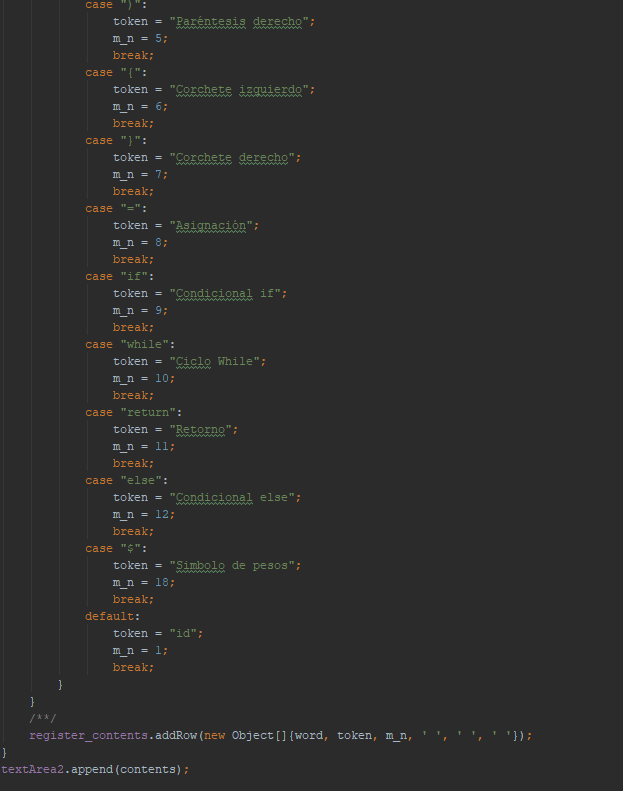 case ")":
token = "Paréntesis derecho";
m_n = 5;
break;
case "{":
token = "Corchete izquierdo";
m_n = 6;
break;
case "}":
token = "Corchete derecho";
m_n = 7;
break;
case "=":
token = "Asignación";
m_n = 8;
break;
case "if":
token = "Condicional if";
m_n = 9;
break;
case "while":
token = "Ciclo While";
m_n = 10;
break;
case "return":
token = "Retorno";
m_n = 11;
break;
case "else":
token = "Condicional else";
m_n = 12;
break;
case "$":
token = "Simbolo de pesos";
m_n = 18;
break;
default:
token = "id";
m_n = 1;
break;
}
}
/**/
register_contents.addRow(new Object[]{word, token, m_n, ' ', ' ', ' '});
}
textArea2.append(contents);